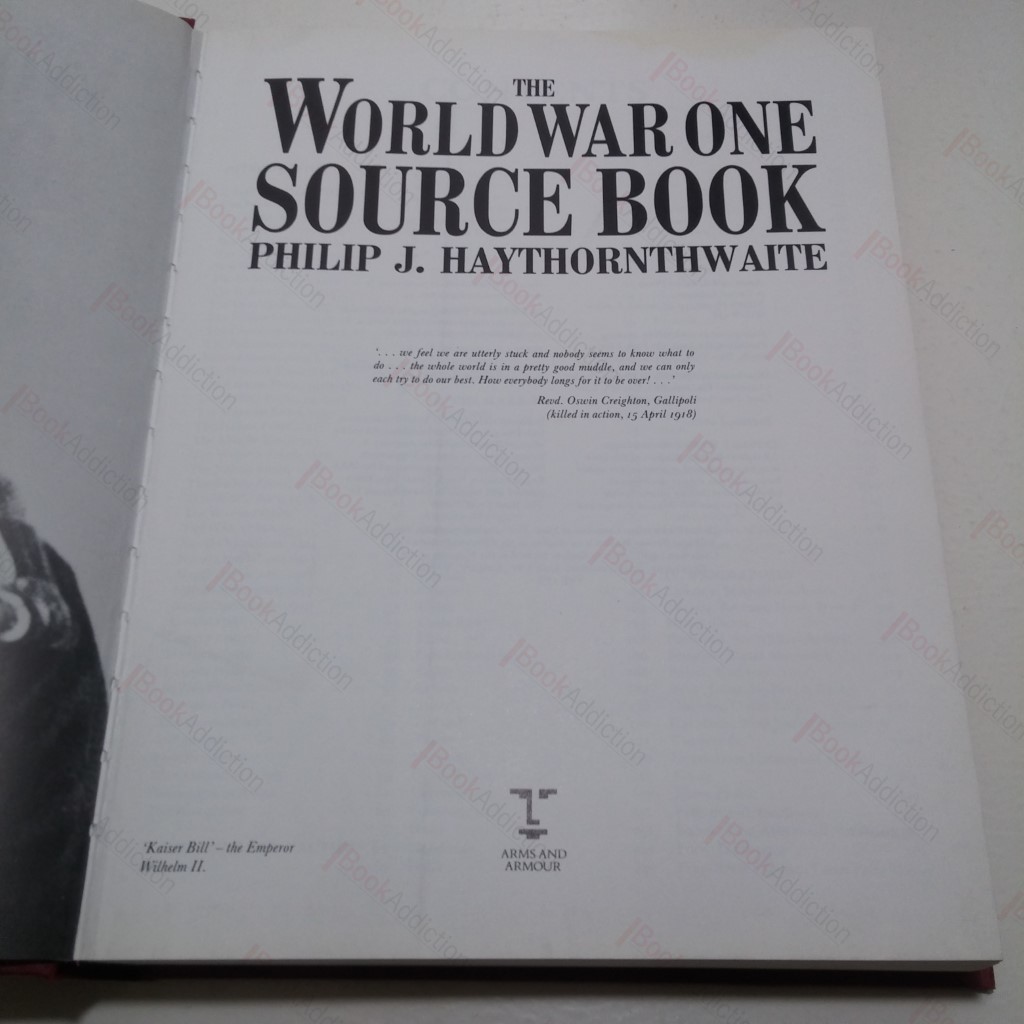 THE
WORLD WAR ONE
SOURCE BOOK
PHILIP J. HAYTHORNTHWAITE
'. . . we feel we are utterly stuck and nobody seems to know what to
do . . . the whole world is in a pretty good muddle, and we can only
each try to do our best. How everybody longs for it to be over! . . .'
Revd. Oswin Creighton, Gallipoli
(killed in action, 15 April 1918)
'Kaiser Bill' – the Emperor
Wilhelm II.
ARMS AND
ARMOUR
BookAddiction